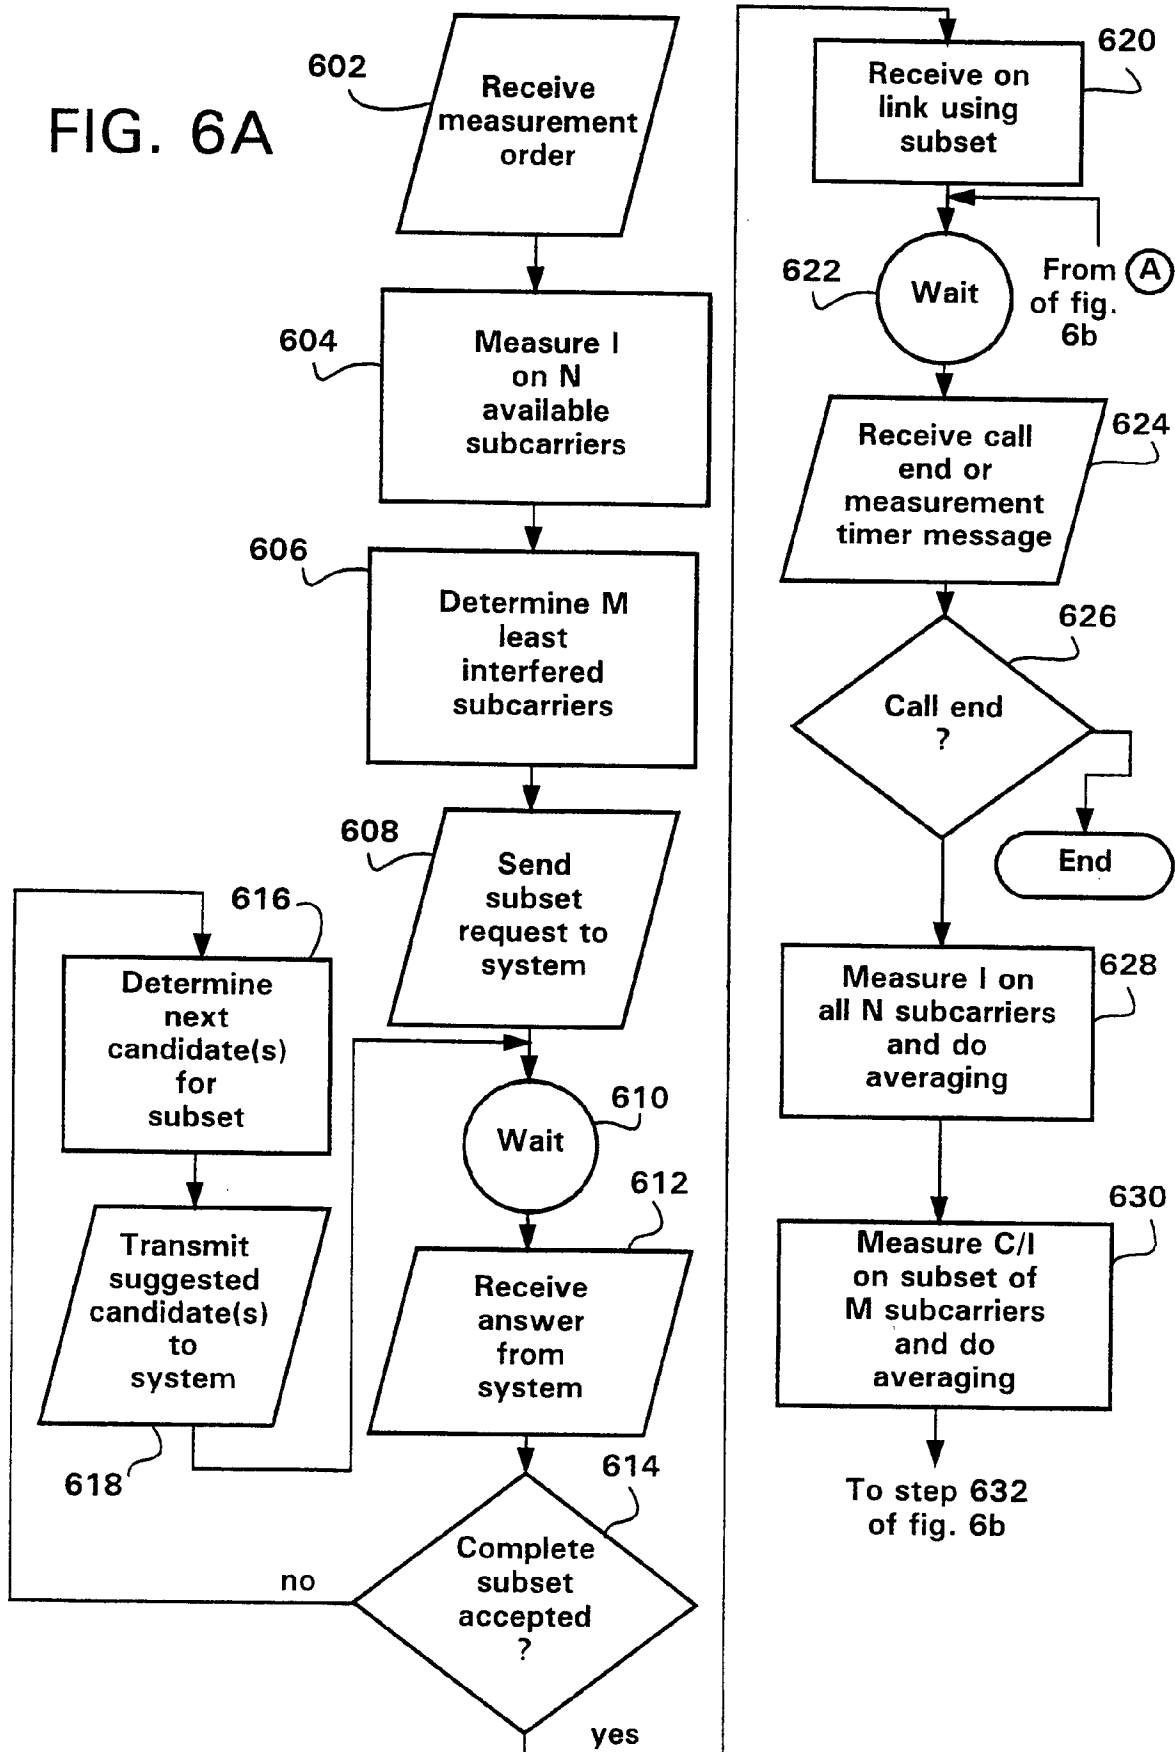 FIG. 6A
602
Receive
measurement
order
604
Measure I
on N
available
subcarriers
606
Determine M
least
interfered
subcarriers
608
Send
subset
request to
system
616
Determine
next
candidate(s)
for
subset
610
Wait
Transmit
suggested
candidate(s)
to
system
618
612
Receive
answer
from
system
614
Complete
subset
accepted
?
no
yes
620
Receive on
link using
subset
622
Wait
From A
of fig.
6b
624
Receive call
end or
measurement
timer message
626
Call end
?
End
628
Measure I on
all N subcarriers
and do
averaging
630
Measure C/I
on subset of
M subcarriers
and do
averaging
To step 632
of fig. 6b